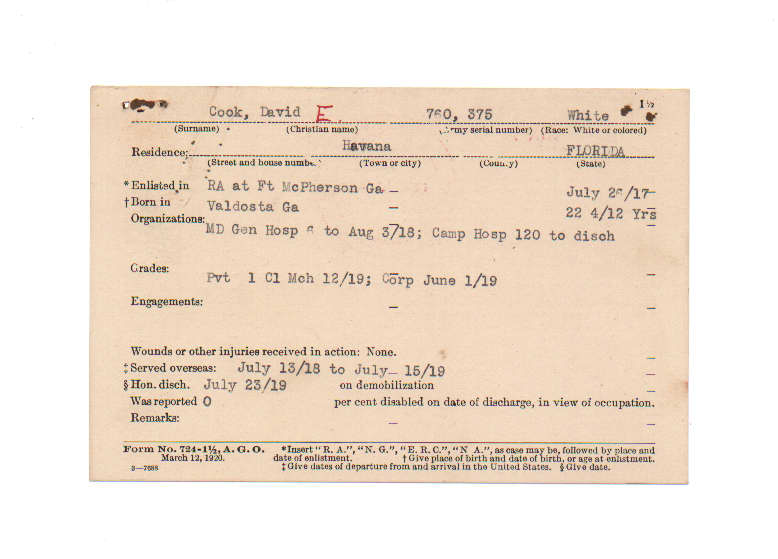 1½
Cook, David E. 760, 375 White
(Surname) (Christian name) (Army serial number) (Race: White or colored)
Residence: Havana FLORIDA
(Street and house number) (Town or city) (County) (State)
*Enlisted in RA at Ft McPherson Ga — July 26/17—
†Born in Valdosta Ga — 22 4/12 Yrs
Organizations: MD Gen Hosp 6 to Aug 3/18; Camp Hosp 120 to disch —
Grades: Pvt 1 Cl Mch 12/19; Corp June 1/19 —
Engagements: — —
Wounds or other injuries received in action: None. —
‡Served overseas: July 13/18 to July— 15/19 —
§Hon. disch. July 23/19 on demobilization —
Was reported 0 per cent disabled on date of discharge, in view of occupation.
Remarks: — —
Form No. 724-1½, A. G. O. *Insert "R. A.", "N. G.", "E. R. C.", "N A.", as case may be, followed by place and
March 12, 1920. date of enlistment. †Give place of birth and date of birth, or age at enlistment.
3—7688 ‡Give dates of departure from and arrival in the United States. §Give date.